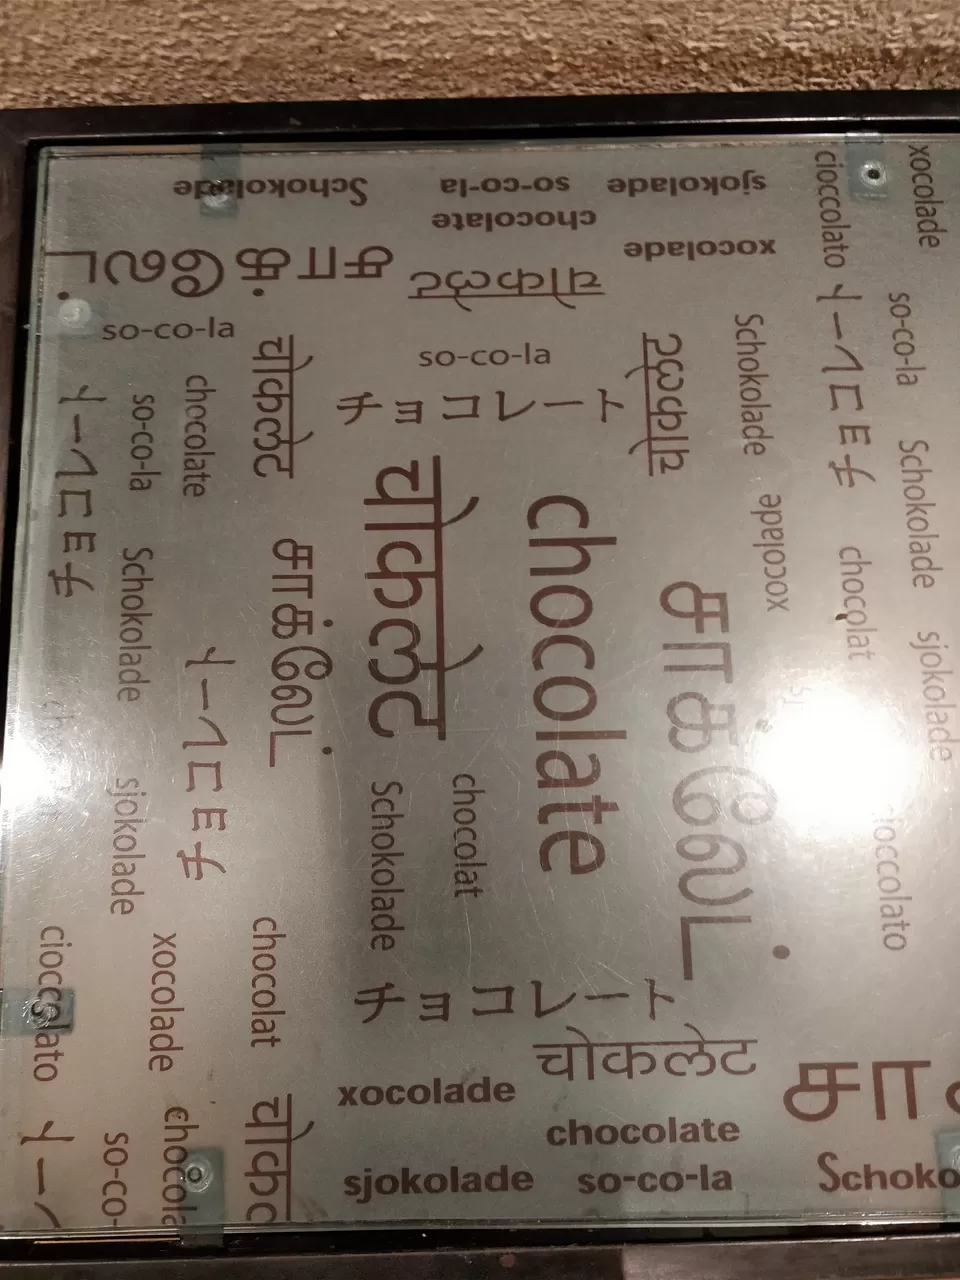 Schokolade
so-co-la
sjokolade
chocolate
xocolade
சாக்லேட்
चोकलेट
cioccolato
チョコレート
xocolade
so-co-la
so-co-la
चोकलेट
chocolate
so-co-la
チョコレート
チョコレート
चोकलेट
Schokolade
xocolade
so-co-la
Schokolade
sjokolade
chocolat
Schokolade
சாக்லேட்
चोकलेट
chocolate
சாக்லேட்
チョコレート
sjokolade
Schokolade
chocolat
cioccolato
xocolade
chocolat
チョコレート
चोकलेट
xocolade
chocolate
sjokolade
so-co-la
Schoko
சா
cioccolato
so-co-
chocola
चोक